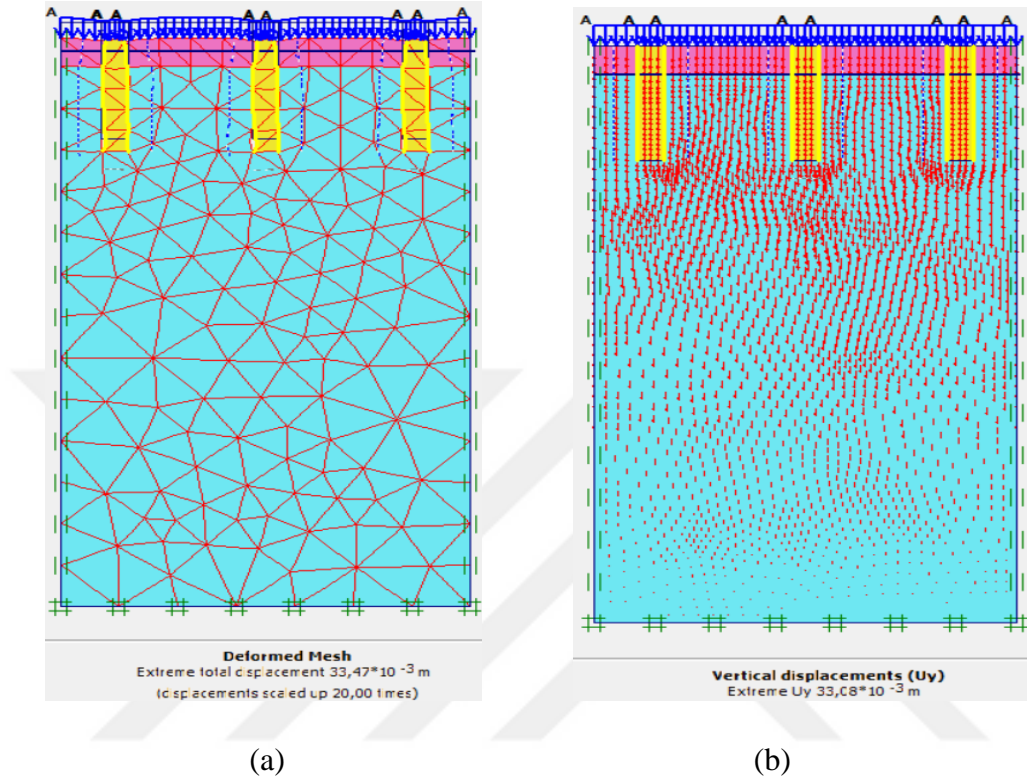 A A A A A A A A
A A A A A A A A
Deformed Mesh
Extreme total displacement 33,47*10 -3 m
(displacements scaled up 20,00 times)
Vertical displacements (Uy)
Extreme Uy 33,08*10 -3 m
(a)
(b)